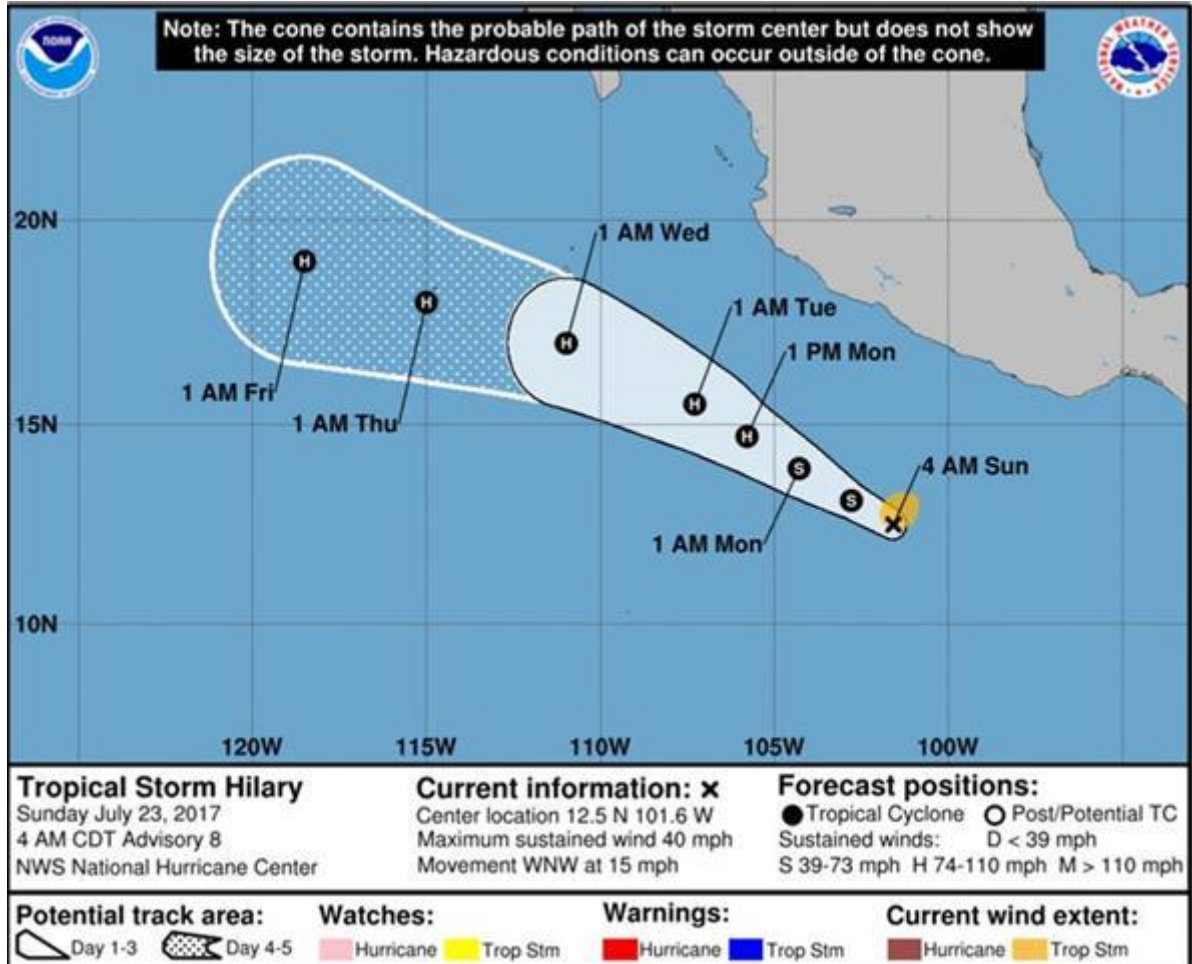 Note: The cone contains the probable path of the storm center but does not show
the size of the storm. Hazardous conditions can occur outside of the cone.
NOAA
NATIONAL WEATHER SERVICE
20N
15N
10N
1 AM Wed
1 AM Tue
1 PM Mon
1 AM Fri
1 AM Thu
4 AM Sun
1 AM Mon
H
H
H
H
H
S
S
120W 115W 110W 105W 100W
Tropical Storm Hilary
Sunday July 23, 2017
4 AM CDT Advisory 8
NWS National Hurricane Center
Current information: x
Center location 12.5 N 101.6 W
Maximum sustained wind 40 mph
Movement WNW at 15 mph
Forecast positions:
Tropical Cyclone Post/Potential TC
Sustained winds: D < 39 mph
S 39-73 mph H 74-110 mph M > 110 mph
Potential track area:
Day 1-3 Day 4-5
Watches:
Hurricane Trop Stm
Warnings:
Hurricane Trop Stm
Current wind extent:
Hurricane Trop Stm